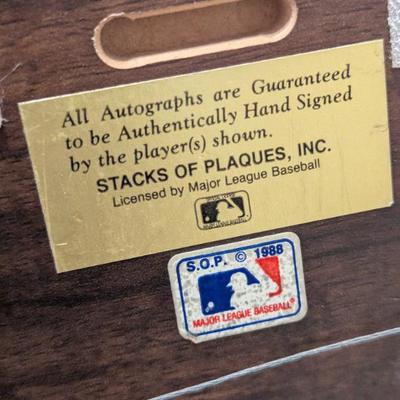 All Autographs are Guaranteed
to be Authentically Hand Signed
by the player(s) shown.
STACKS OF PLAQUES, INC.
Licensed by Major League Baseball
S.O.P. © 1988
MAJOR LEAGUE BASEBALL®